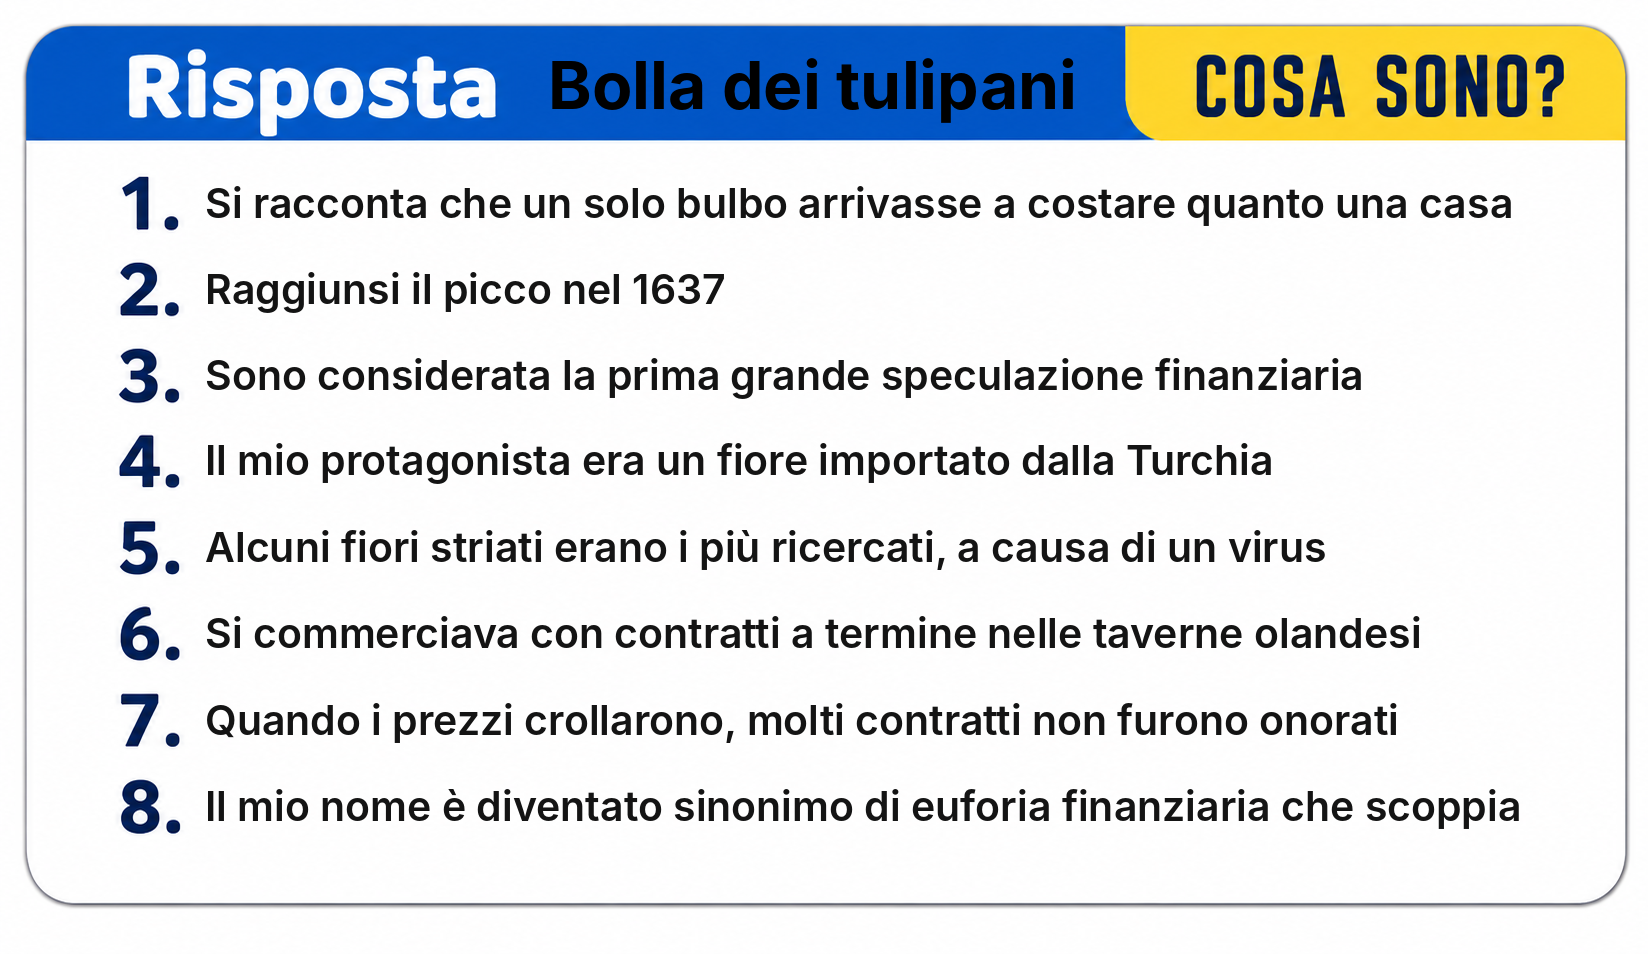 Risposta Bolla dei tulipani COSA SONO?
1. Si racconta che un solo bulbo arrivasse a costare quanto una casa
2. Raggiunsi il picco nel 1637
3. Sono considerata la prima grande speculazione finanziaria
4. Il mio protagonista era un fiore importato dalla Turchia
5. Alcuni fiori striati erano i più ricercati, a causa di un virus
6. Si commerciava con contratti a termine nelle taverne olandesi
7. Quando i prezzi crollarono, molti contratti non furono onorati
8. Il mio nome è diventato sinonimo di euforia finanziaria che scoppia